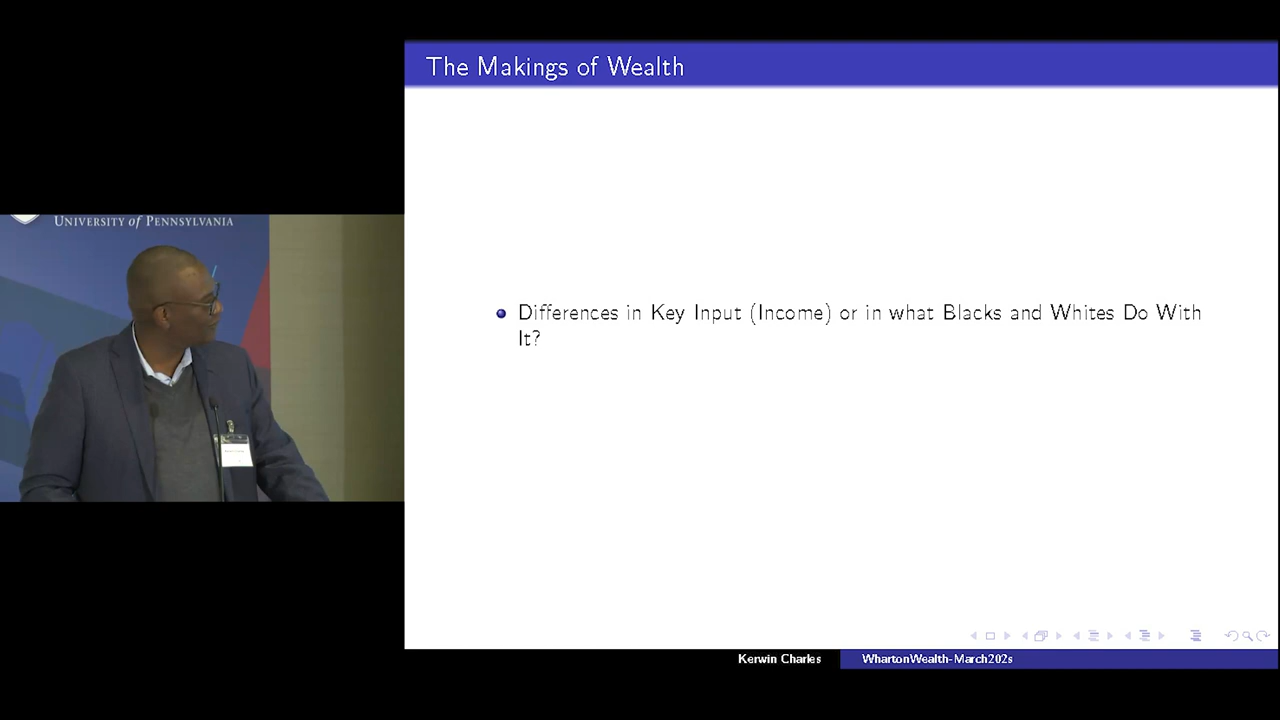 UNIVERSITY of PENNSYLVANIA
The Makings of Wealth
Differences in Key Input (Income) or in what Blacks and Whites Do With
It?
Kerwin Charles
WhartonWealth-March202s